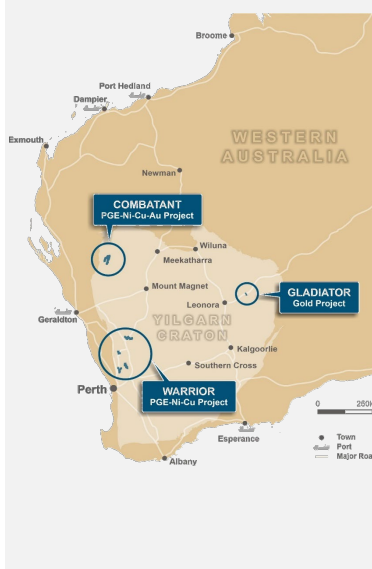 Broome
Port Hedland
Dampier
Exmouth
WESTERN
AUSTRALIA
Newman
COMBATANT
PGE-Ni-Cu-Au Project
Wiluna
Meekatharra
Mount Magnet
GLADIATOR
Gold Project
Leonora
Geraldton
YILGARN
CRATON
Kalgoorlie
Southern Cross
Perth
WARRIOR
PGE-Ni-Cu Project
0 250k
Esperance
Town
Port
Major Roa
Albany